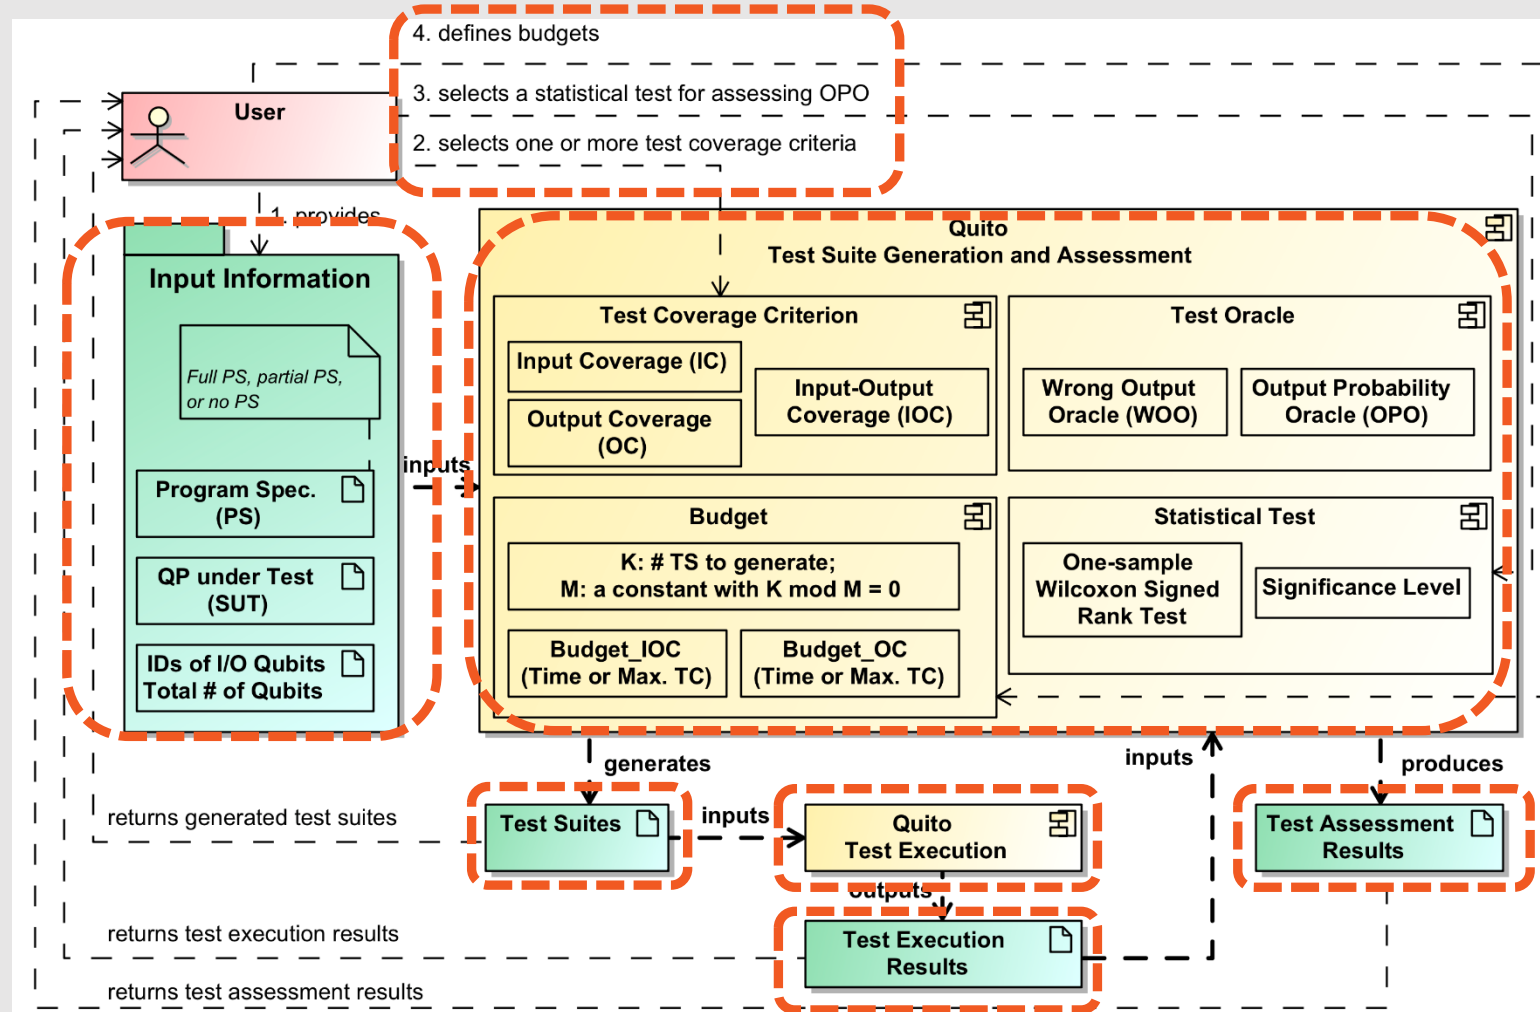 4. defines budgets
3. selects a statistical test for assessing OPO
2. selects one or more test coverage criteria
User
1. provides
Input Information
Full PS, partial PS,
or no PS
Program Spec.
(PS)
QP under Test
(SUT)
IDs of I/O Qubits
Total # of Qubits
inputs
Quito
Test Suite Generation and Assessment
Test Coverage Criterion
Input Coverage (IC)
Output Coverage
(OC)
Input-Output
Coverage (IOC)
Test Oracle
Wrong Output
Oracle (WOO)
Output Probability
Oracle (OPO)
Budget
K: # TS to generate;
M: a constant with K mod M = 0
Budget_IOC
(Time or Max. TC)
Budget_OC
(Time or Max. TC)
Statistical Test
One-sample
Wilcoxon Signed
Rank Test
Significance Level
generates
inputs
produces
returns generated test suites
Test Suites
inputs
Quito
Test Execution
Test Assessment
Results
outputs
returns test execution results
Test Execution
Results
returns test assessment results